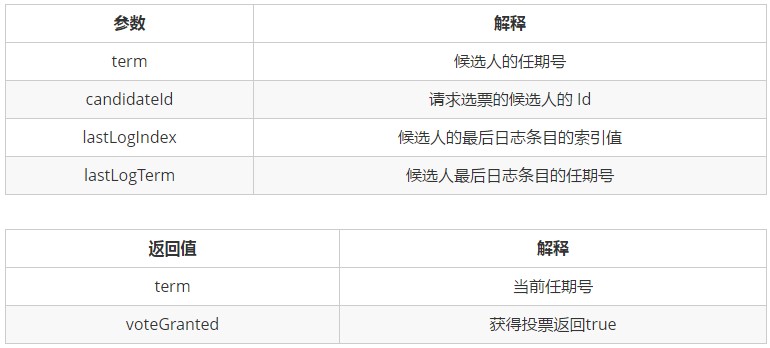 参数 解释
term 候选人的任期号
candidateId 请求选票的候选人的 Id
lastLogIndex 候选人的最后日志条目的索引值
lastLogTerm 候选人最后日志条目的任期号
返回值 解释
term 当前任期号
voteGranted 获得投票返回true